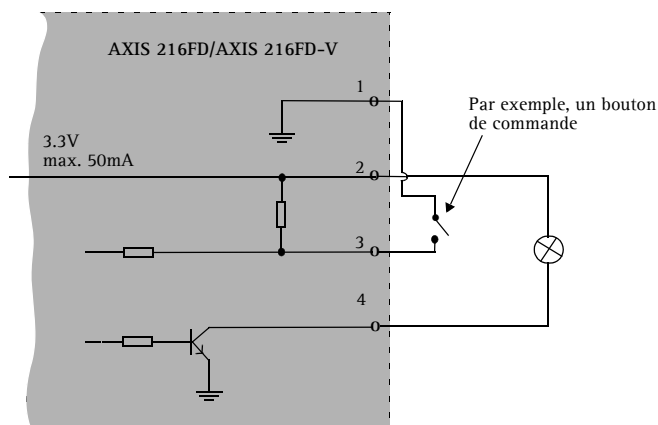 AXIS 216FD/AXIS 216FD-V
1
Par exemple, un bouton
de commande
3.3V
max. 50mA
2
3
4